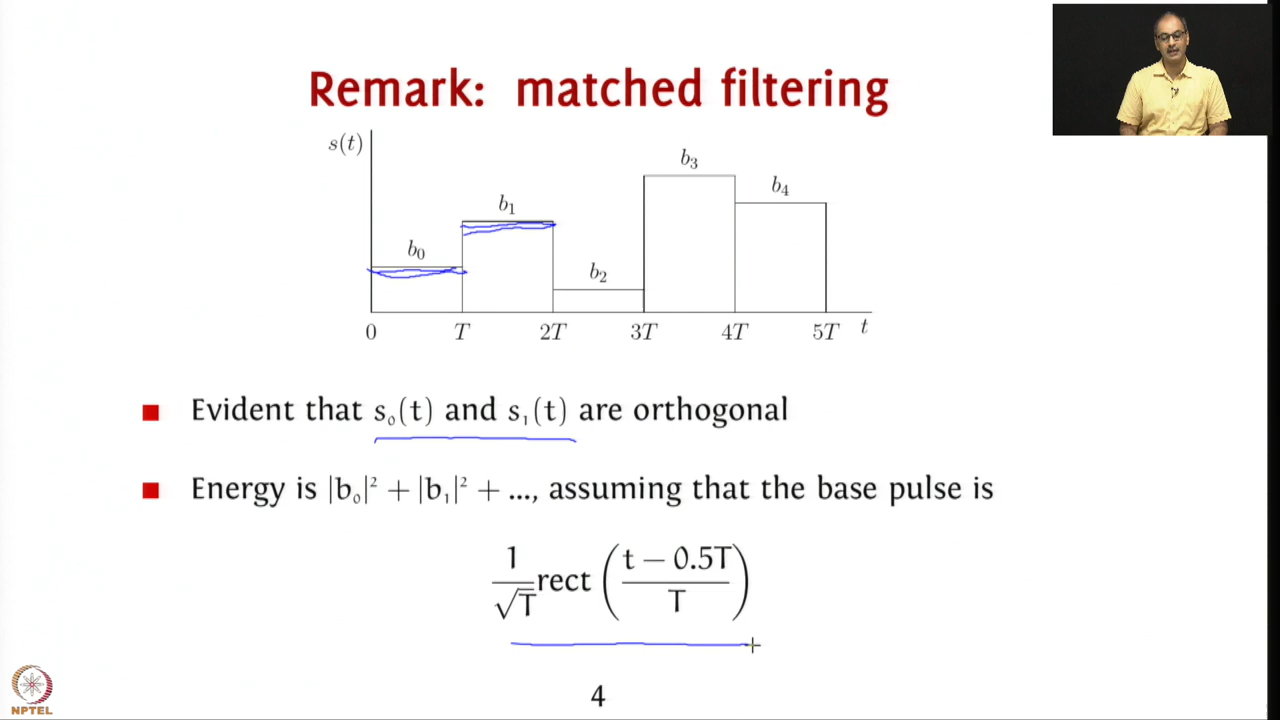 Remark: matched filtering
s(t)
b₃
b₄
b₁
b₀
b₂
0 T 2T 3T 4T 5T t
■ Evident that s₀(t) and s₁(t) are orthogonal
■ Energy is |b₀|² + |b₁|² + ..., assuming that the base pulse is
1/√T rect ((t − 0.5T)/T)
NPTEL
4